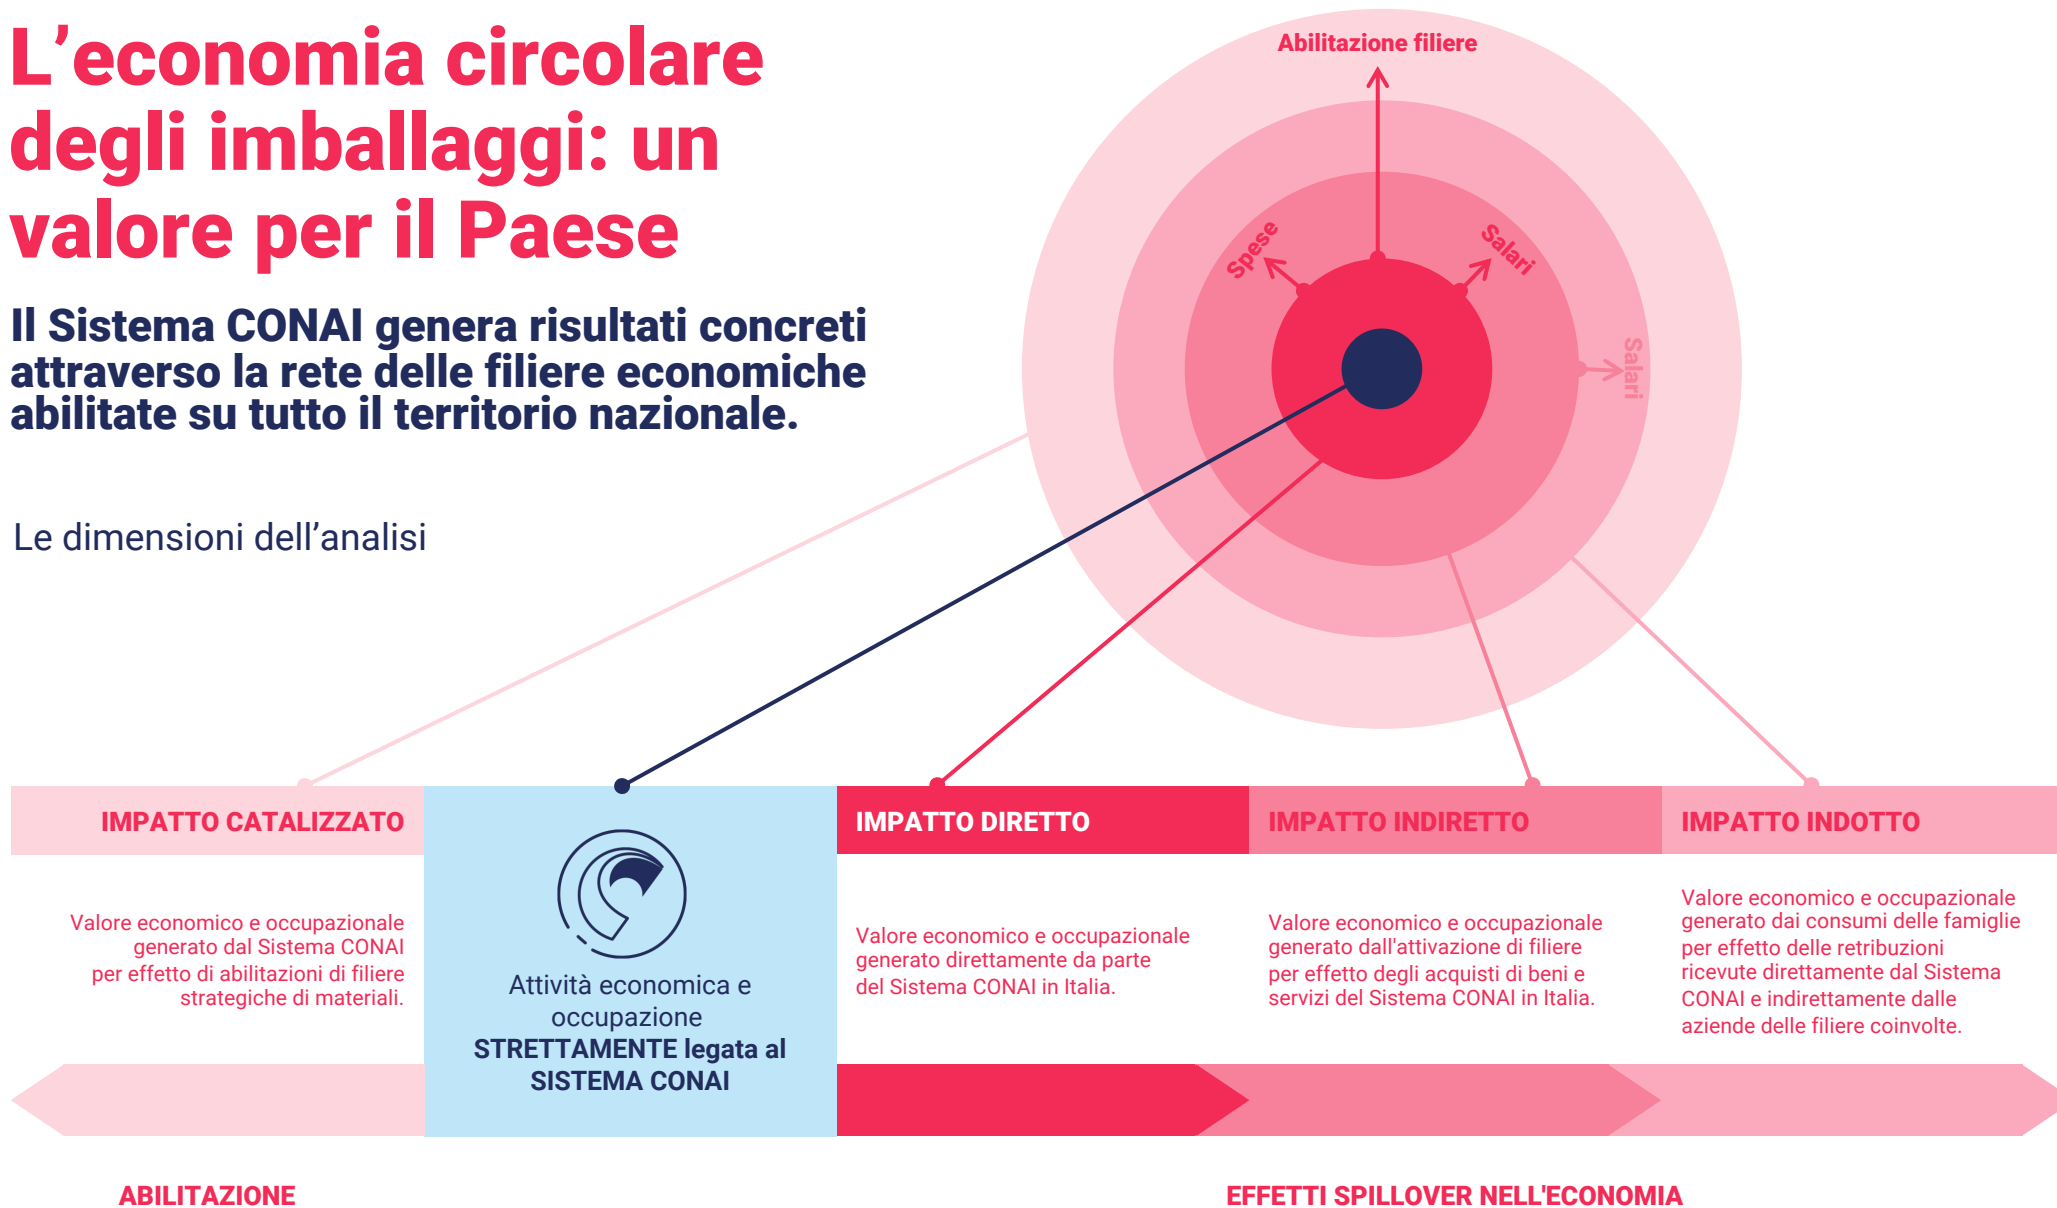 L’economia circolare
degli imballaggi: un
valore per il Paese
Il Sistema CONAI genera risultati concreti
attraverso la rete delle filiere economiche
abilitate su tutto il territorio nazionale.
Le dimensioni dell’analisi
Abilitazione filiere
Spese
Salari
Salari
IMPATTO CATALIZZATO
Valore economico e occupazionale
generato dal Sistema CONAI
per effetto di abilitazioni di filiere
strategiche di materiali.
Attività economica e
occupazione
STRETTAMENTE legata al
SISTEMA CONAI
IMPATTO DIRETTO
Valore economico e occupazionale
generato direttamente da parte
del Sistema CONAI in Italia.
IMPATTO INDIRETTO
Valore economico e occupazionale
generato dall'attivazione di filiere
per effetto degli acquisti di beni e
servizi del Sistema CONAI in Italia.
IMPATTO INDOTTO
Valore economico e occupazionale
generato dai consumi delle famiglie
per effetto delle retribuzioni
ricevute direttamente dal Sistema
CONAI e indirettamente dalle
aziende delle filiere coinvolte.
ABILITAZIONE
EFFETTI SPILLOVER NELL'ECONOMIA